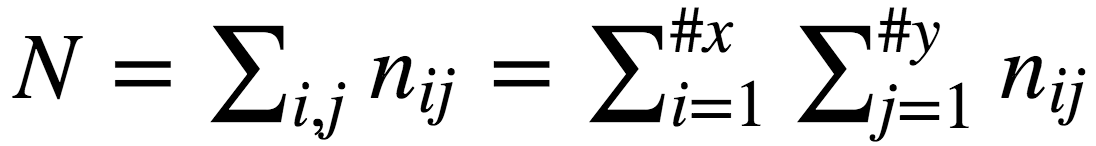 N = ∑_{i,j} n_{ij} = ∑_{i=1}^{#x} ∑_{j=1}^{#y} n_{ij}